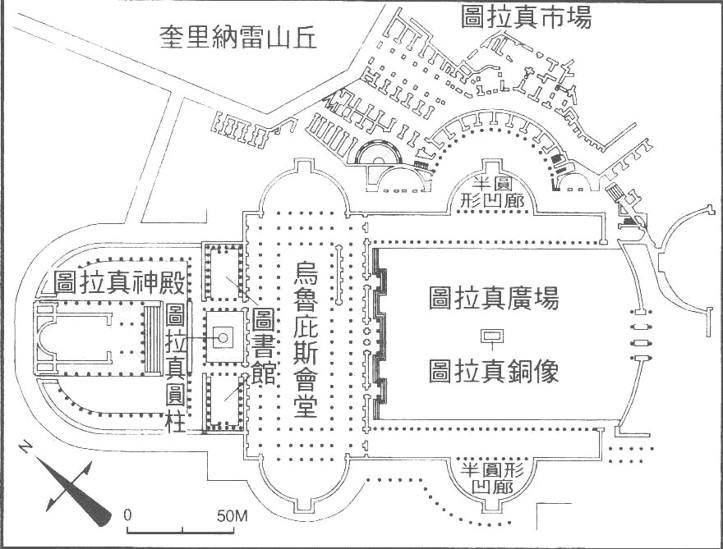 奎里納雷山丘
圖拉真市場
半圓
形凹廊
圖拉真神殿
圖拉真圓柱
圖書館
烏魯庇斯會堂
圖拉真廣場
圖拉真銅像
半圓形
凹廊
N
0 50M